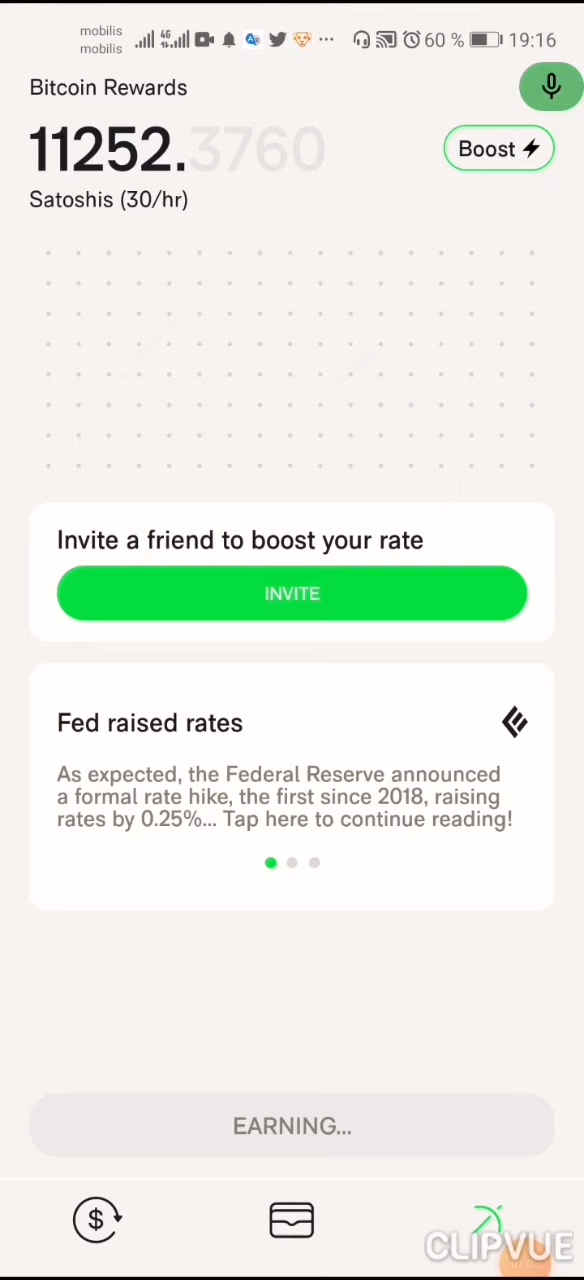 mobilis
mobilis
4G
60 %
19:16
Bitcoin Rewards
11252.3760
Boost
Satoshis (30/hr)
Invite a friend to boost your rate
INVITE
Fed raised rates
As expected, the Federal Reserve announced
a formal rate hike, the first since 2018, raising
rates by 0.25%... Tap here to continue reading!
EARNING...
$
CLIPVUE